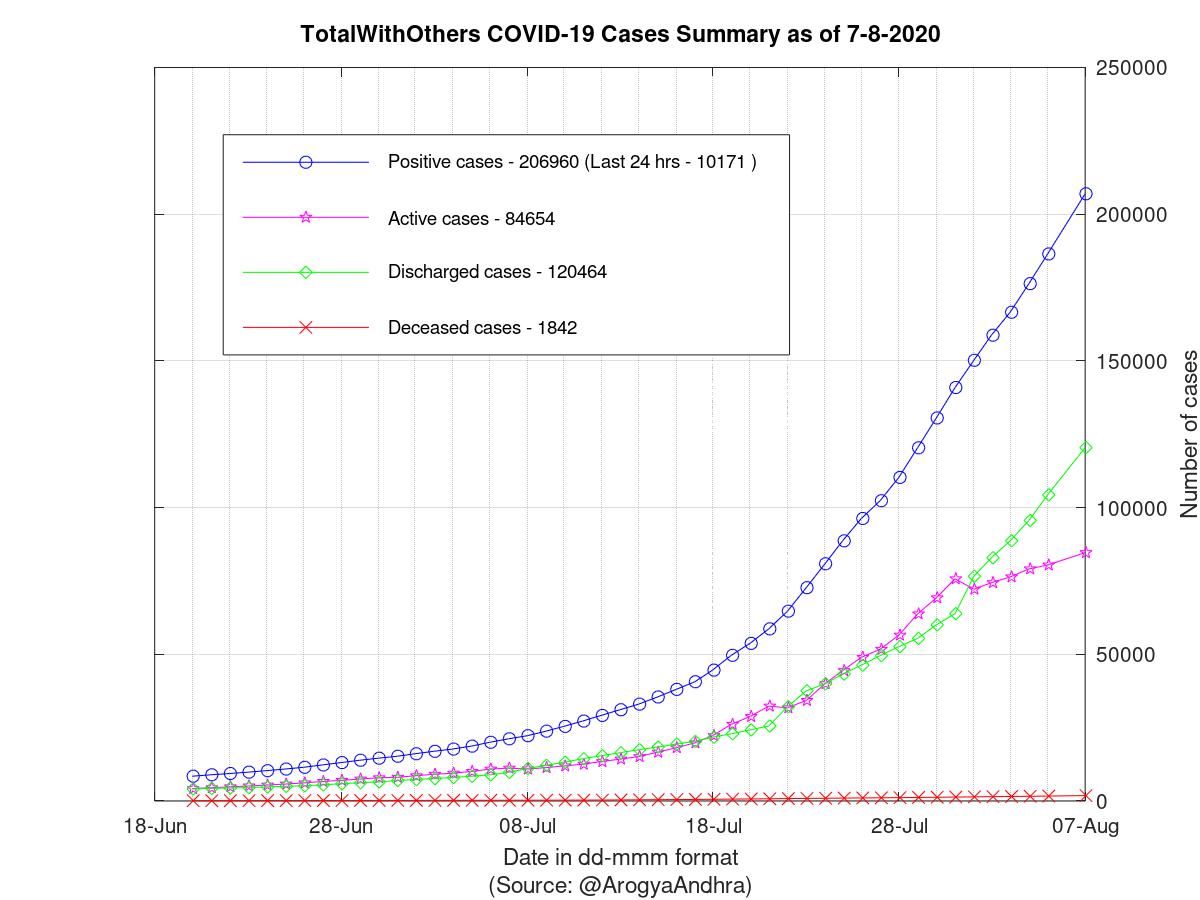 TotalWithOthers COVID-19 Cases Summary as of 7-8-2020
250000
Positive cases - 206960 (Last 24 hrs - 10171 )
Active cases - 84654
200000
Discharged cases - 120464
Deceased cases - 1842
150000
Number of cases
100000
50000
0
18-Jun 28-Jun 08-Jul 18-Jul 28-Jul 07-Aug
Date in dd-mmm format
(Source: @ArogyaAndhra)